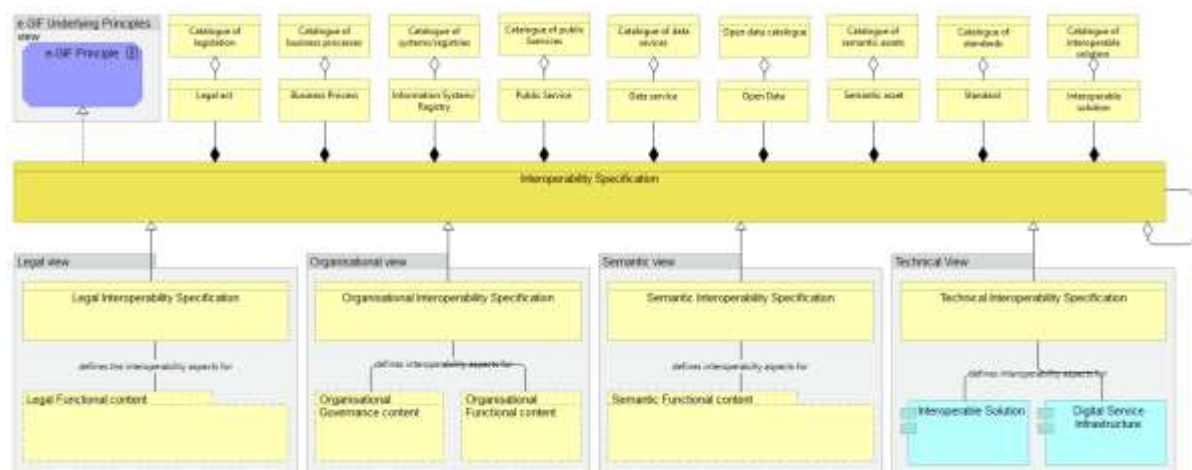 e-GIF Underlying Principles
view
e-GIF Principle
Catalogue of
legislation
Catalogue of
business processes
Catalogue of
systems/registries
Catalogue of public
Services
Catalogue of data
services
Open data catalogue
Catalogue of
semantic assets
Catalogue of
standards
Catalogue of
interoperable
solution
Legal act
Business Process
Information System/
Registry
Public Service
Data service
Open Data
Semantic asset
Standard
Interoperable
solution
Interoperability Specification
Legal view
Organisational view
Semantic view
Technical View
Legal Interoperability Specification
Organisational Interoperability Specification
Semantic Interoperability Specification
Technical Interoperability Specification
defines the interoperability aspects for
defines interoperability aspects for
defines interoperability aspects for
defines interoperability aspects for
Legal Functional content
Organisational
Governance content
Organisational
Functional content
Semantic Functional content
Interoperable Solution
Digital Service
Infrastructure